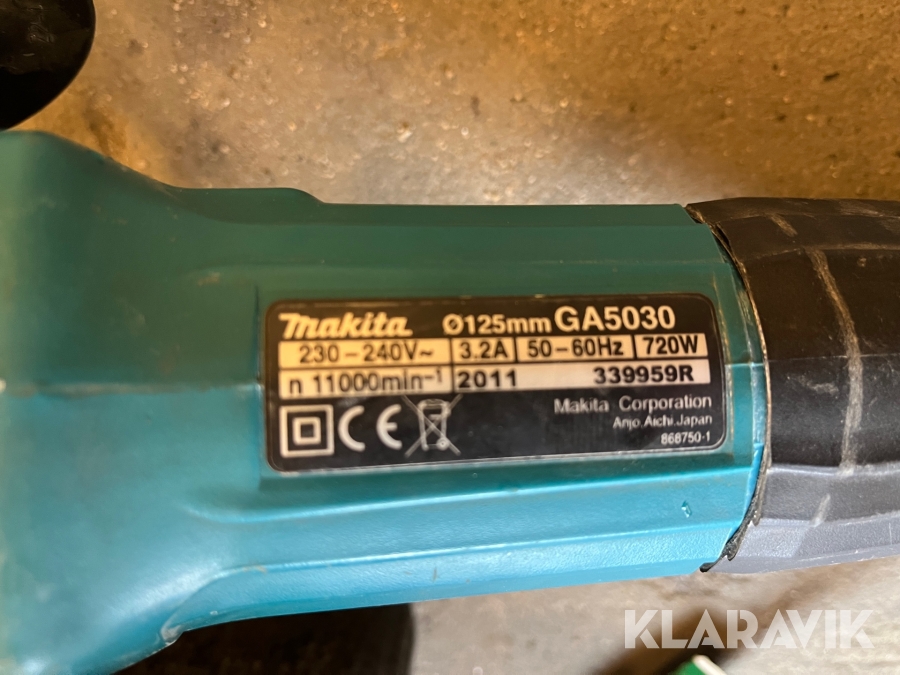 makita Ø125mm GA5030
230-240V~ 3.2A 50-60Hz 720W
n 11000min⁻¹ 2011 339959R
CE
Makita Corporation
Anjo,Aichi,Japan
868750-1
KLARAVIK